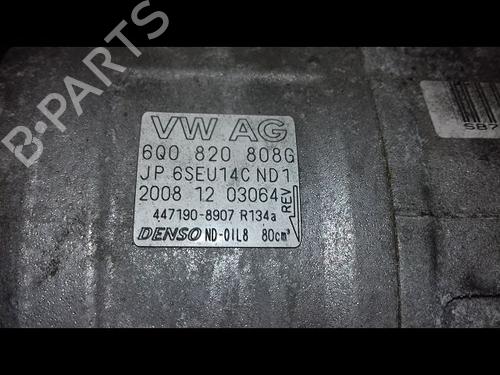 VW AG
6Q0 820 808G
JP 6SEU14C ND1
2008 12 03064
REV
447190-8907 R134a
DENSO ND-OIL8 80cm³
B-PARTS